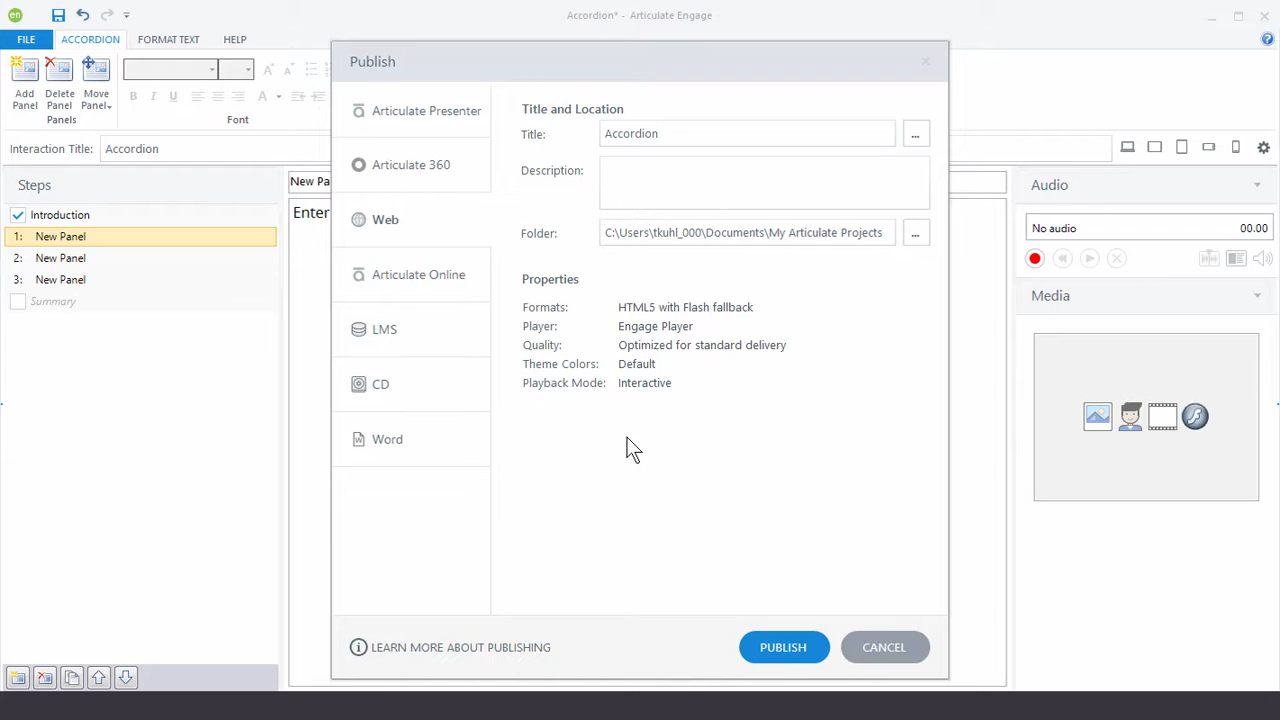 en
Accordion* - Articulate Engage
FILE
ACCORDION
FORMAT TEXT
HELP
Add Panel
Delete Panel
Move Panel
Panels
B I U
A
Font
Interaction Title: Accordion
Steps
Introduction
1: New Panel
2: New Panel
3: New Panel
Summary
New Pa
Enter
Publish
Articulate Presenter
Articulate 360
Web
Articulate Online
LMS
CD
Word
Title and Location
Title: Accordion ...
Description:
Folder: C:\Users\tkuhl_000\Documents\My Articulate Projects ...
Properties
Formats: HTML5 with Flash fallback
Player: Engage Player
Quality: Optimized for standard delivery
Theme Colors: Default
Playback Mode: Interactive
LEARN MORE ABOUT PUBLISHING
PUBLISH
CANCEL
Audio
No audio 00.00
Media